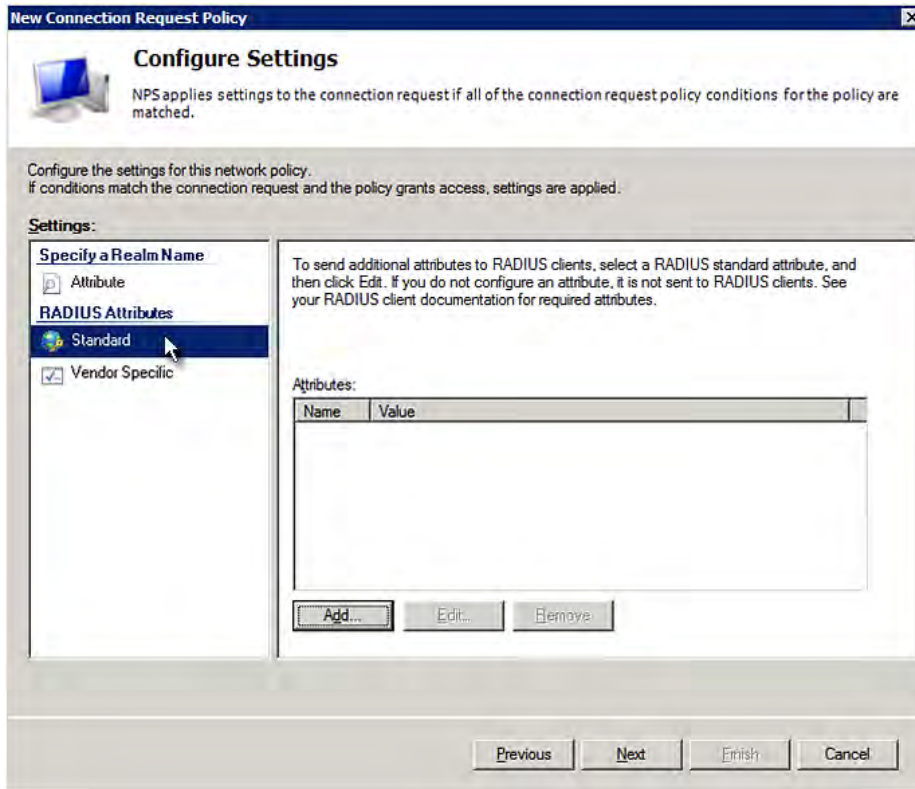 New Connection Request Policy
Configure Settings
NPS applies settings to the connection request if all of the connection request policy conditions for the policy are
matched.
Configure the settings for this network policy.
If conditions match the connection request and the policy grants access, settings are applied.
Settings:
Specify a Realm Name
Attribute
RADIUS Attributes
Standard
Vendor Specific
To send additional attributes to RADIUS clients, select a RADIUS standard attribute, and
then click Edit. If you do not configure an attribute, it is not sent to RADIUS clients. See
your RADIUS client documentation for required attributes.
Attributes:
Name Value
Add... Edit... Remove
Previous Next Finish Cancel